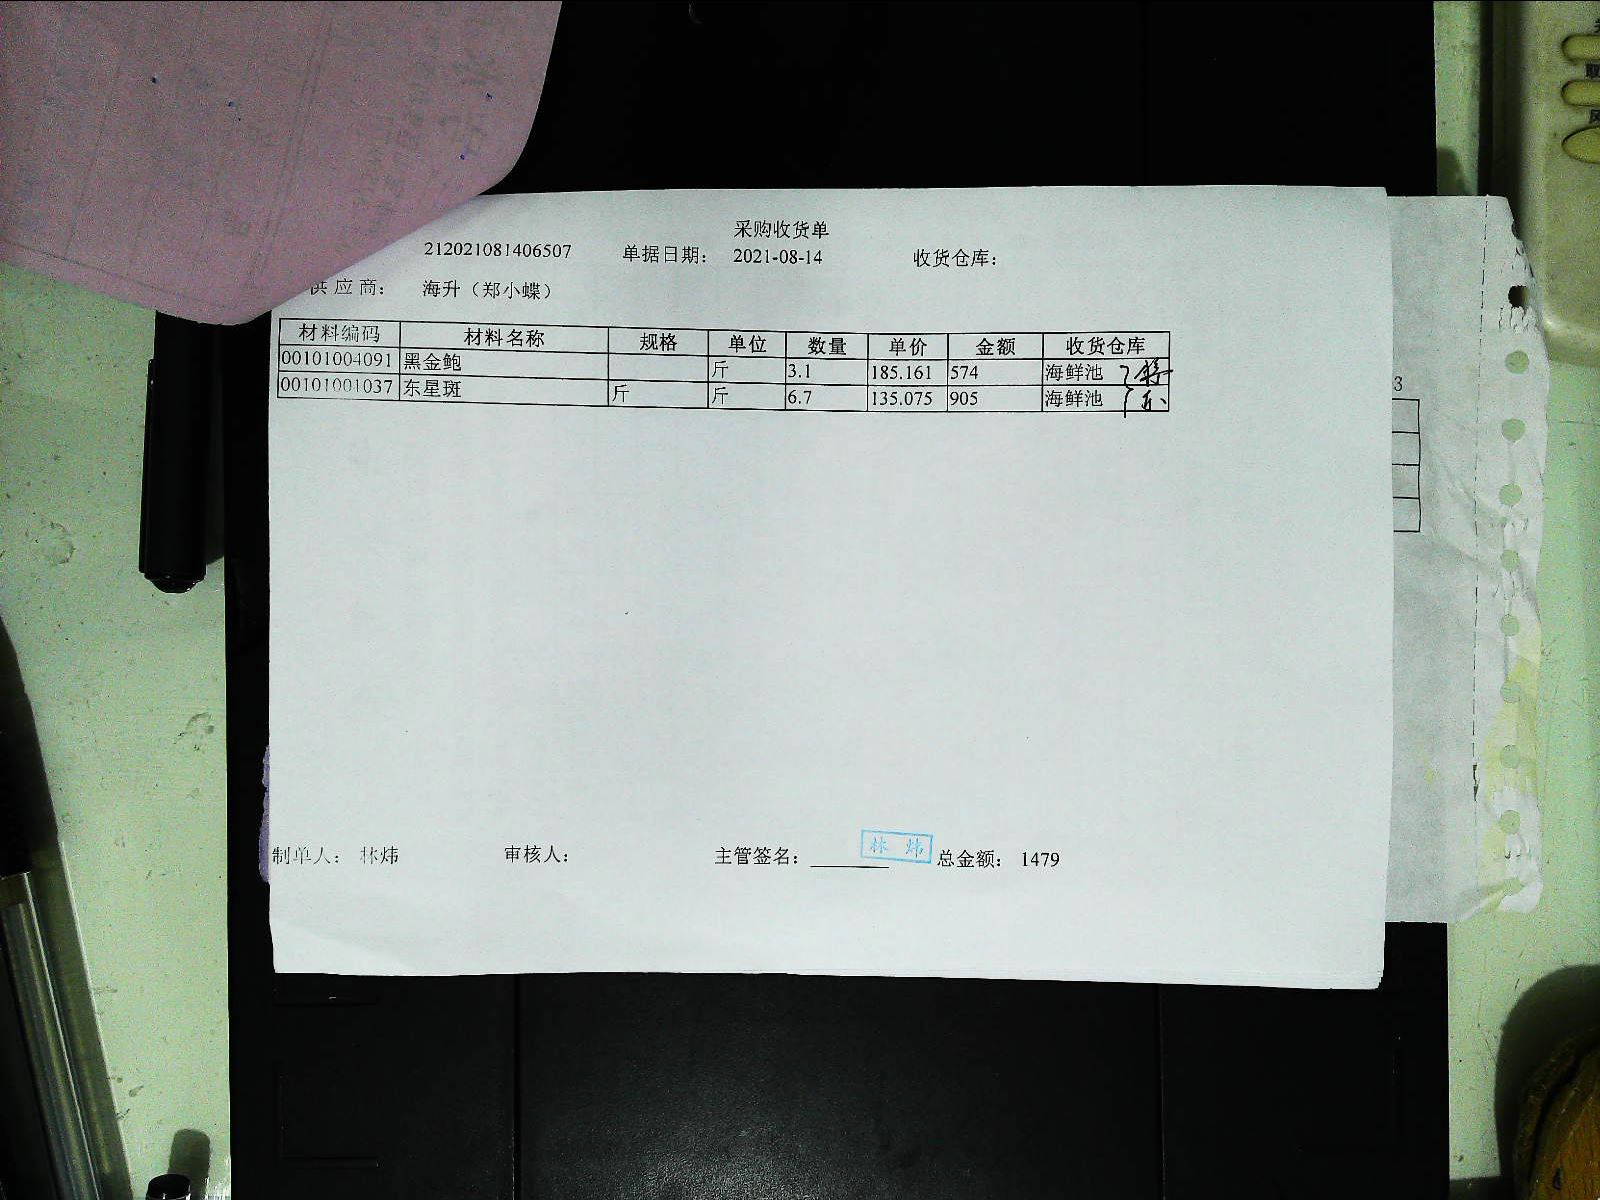 采购收货单
212021081406507 单据日期: 2021-08-14 收货仓库:
供应商: 海升（郑小蝶）
材料编码 材料名称 规格 单位 数量 单价 金额 收货仓库
00101004091 黑金鲍 斤 3.1 185.161 574 海鲜池
00101001037 东星斑 斤 斤 6.7 135.075 905 海鲜池
3
制单人: 林炜 审核人: 主管签名: 林炜 总金额: 1479